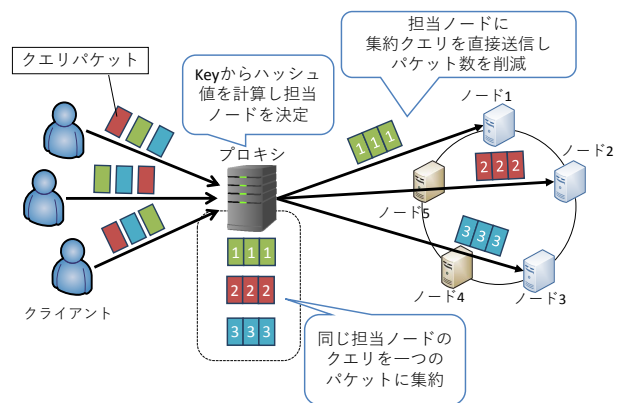 クエリパケット
Keyからハッシュ
値を計算し担当
ノードを決定
プロキシ
担当ノードに
集約クエリを直接送信し
パケット数を削減
ノード1
ノード2
ノード5
ノード4
ノード3
1 1 1
2 2 2
3 3 3
1 1 1
2 2 2
3 3 3
クライアント
同じ担当ノードの
クエリを一つの
パケットに集約